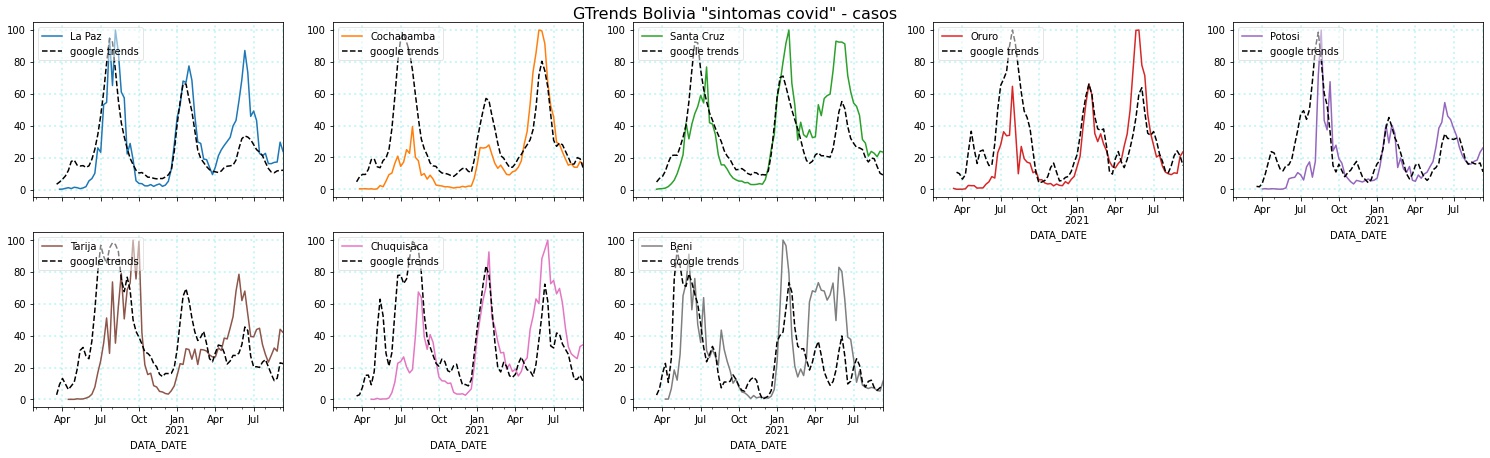 GTrends Bolivia "sintomas covid" - casos
100
80
60
40
20
0
La Paz
google trends
100
80
60
40
20
0
Cochabamba
google trends
100
80
60
40
20
0
Santa Cruz
google trends
100
80
60
40
20
0
Oruro
google trends
Apr Jul Oct Jan Apr Jul
2021
DATA_DATE
100
80
60
40
20
0
Potosi
google trends
Apr Jul Oct Jan Apr Jul
2021
DATA_DATE
100
80
60
40
20
0
Tarija
google trends
Apr Jul Oct Jan Apr Jul
2021
DATA_DATE
100
80
60
40
20
0
Chuquisaca
google trends
Apr Jul Oct Jan Apr Jul
2021
DATA_DATE
100
80
60
40
20
0
Beni
google trends
Apr Jul Oct Jan Apr Jul
2021
DATA_DATE